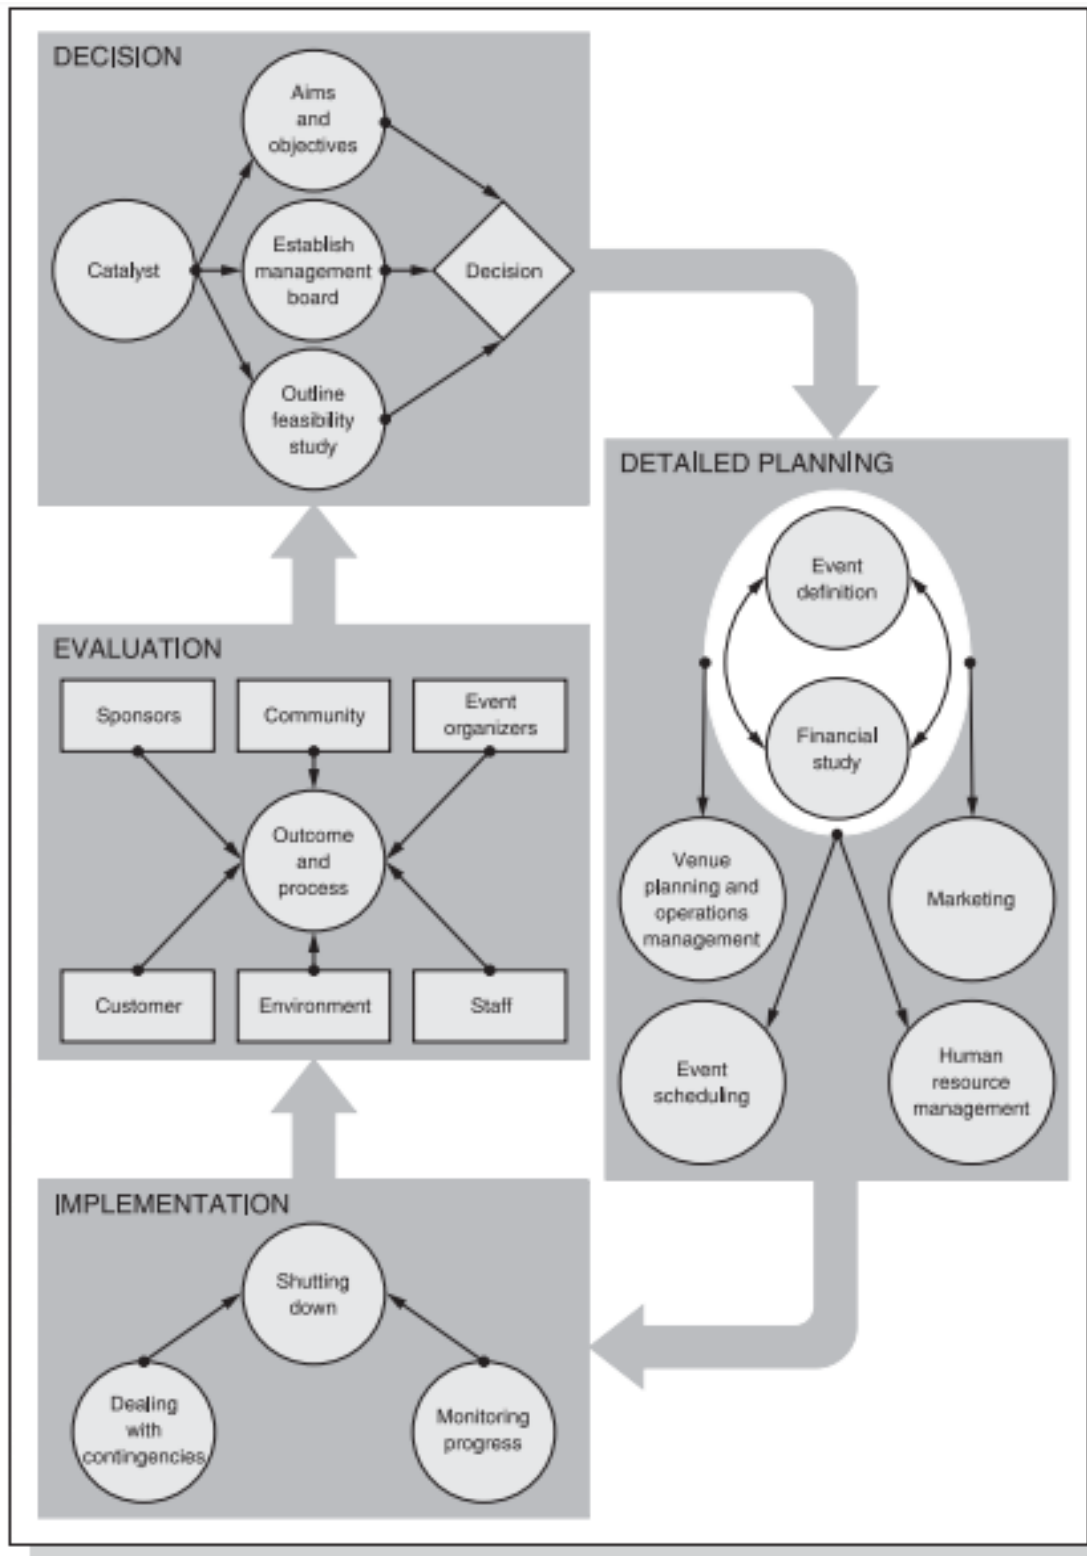 DECISION
Aims
and
objectives
Catalyst
Establish
management
board
Decision
Outline
feasibility
study
DETAILED PLANNING
Event
definition
Financial
study
Venue
planning and
operations
management
Marketing
Event
scheduling
Human
resource
management
EVALUATION
Sponsors
Community
Event
organizers
Outcome
and
process
Customer
Environment
Staff
IMPLEMENTATION
Shutting
down
Dealing
with
contingencies
Monitoring
progress